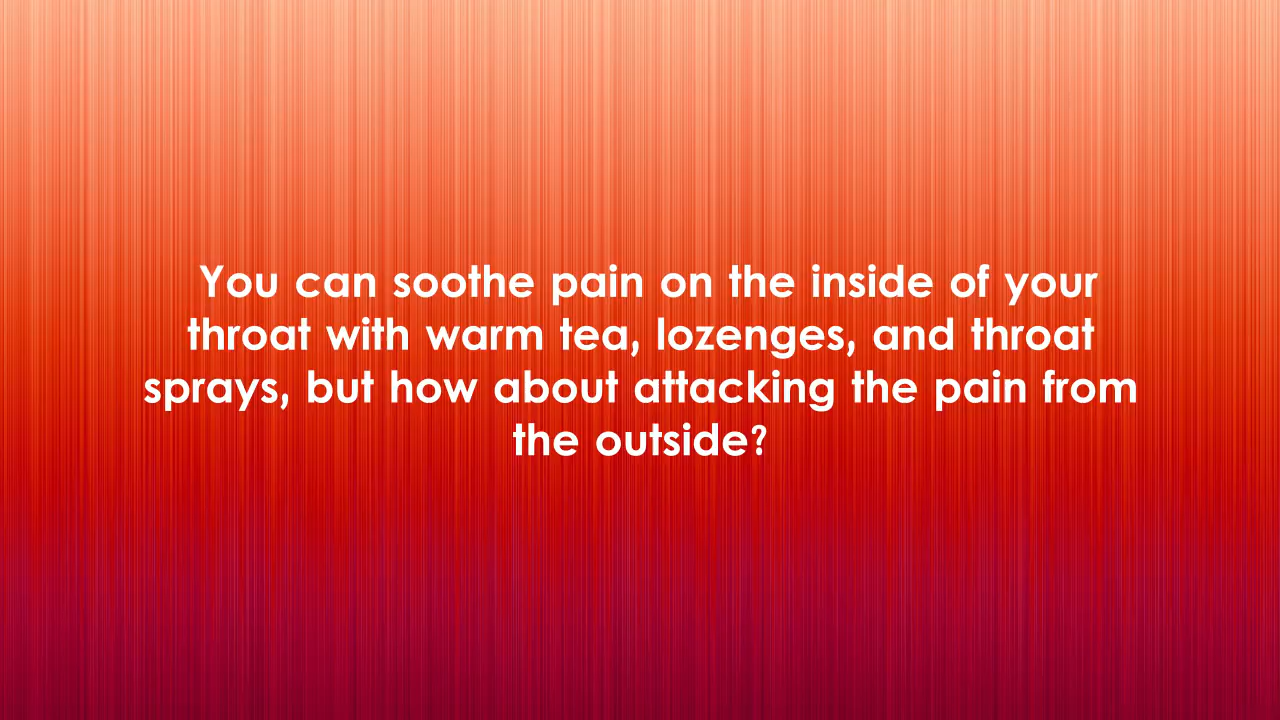 You can soothe pain on the inside of your
throat with warm tea, lozenges, and throat
sprays, but how about attacking the pain from
the outside?